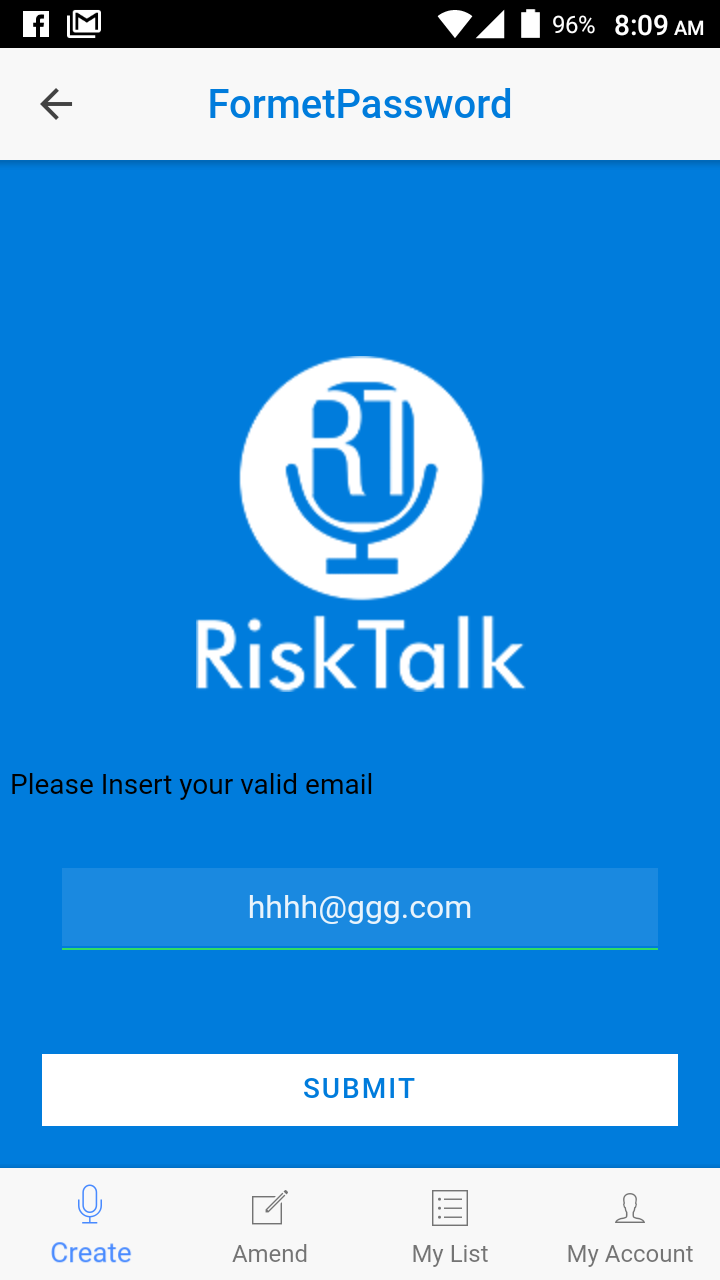 96% 8:09 AM
FormetPassword
RT
RiskTalk
Please Insert your valid email
hhhh@ggg.com
SUBMIT
Create Amend My List My Account